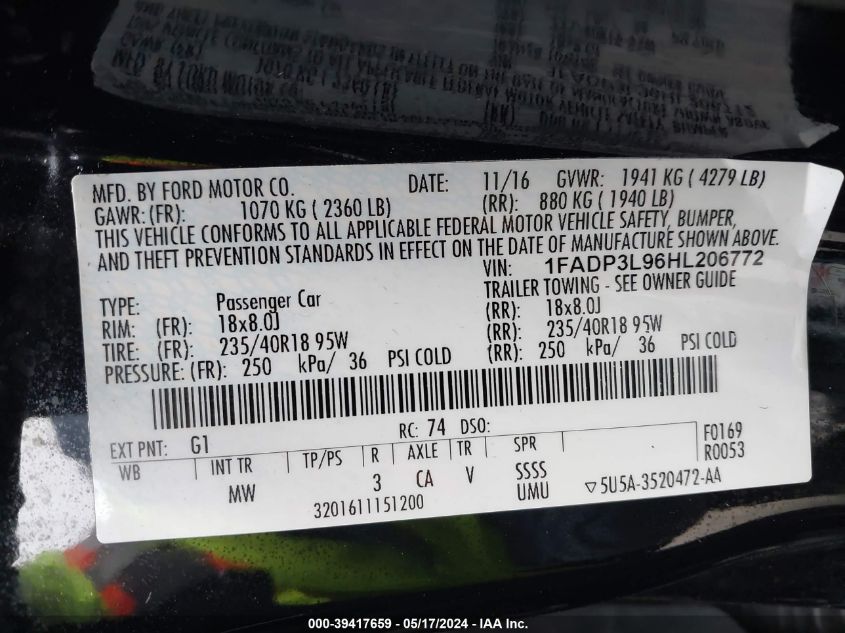 MFD. BY FORD MOTOR CO. DATE: 11/16 GVWR: 1941 KG ( 4279 LB)
GAWR: (FR): 1070 KG ( 2360 LB) (RR): 880 KG ( 1940 LB)
THIS VEHICLE CONFORMS TO ALL APPLICABLE FEDERAL MOTOR VEHICLE SAFETY, BUMPER,
AND THEFT PREVENTION STANDARDS IN EFFECT ON THE DATE OF MANUFACTURE SHOWN ABOVE.
VIN: 1FADP3L96HL206772
TYPE: Passenger Car TRAILER TOWING - SEE OWNER GUIDE
RIM: (FR): 18x8.0J (RR): 18x8.0J
TIRE: (FR): 235/40R18 95W (RR): 235/40R18 95W
PRESSURE: (FR): 250 kPa/ 36 PSI COLD (RR): 250 kPa/ 36 PSI COLD
EXT PNT: G1 RC: 74 DSO: F0169
WB INT TR TP/PS R AXLE TR SPR R0053
MW 3 CA V SSSS
3201611151200 UMU ▽5U5A-3520472-AA
000-39417659 - 05/17/2024 - IAA Inc.